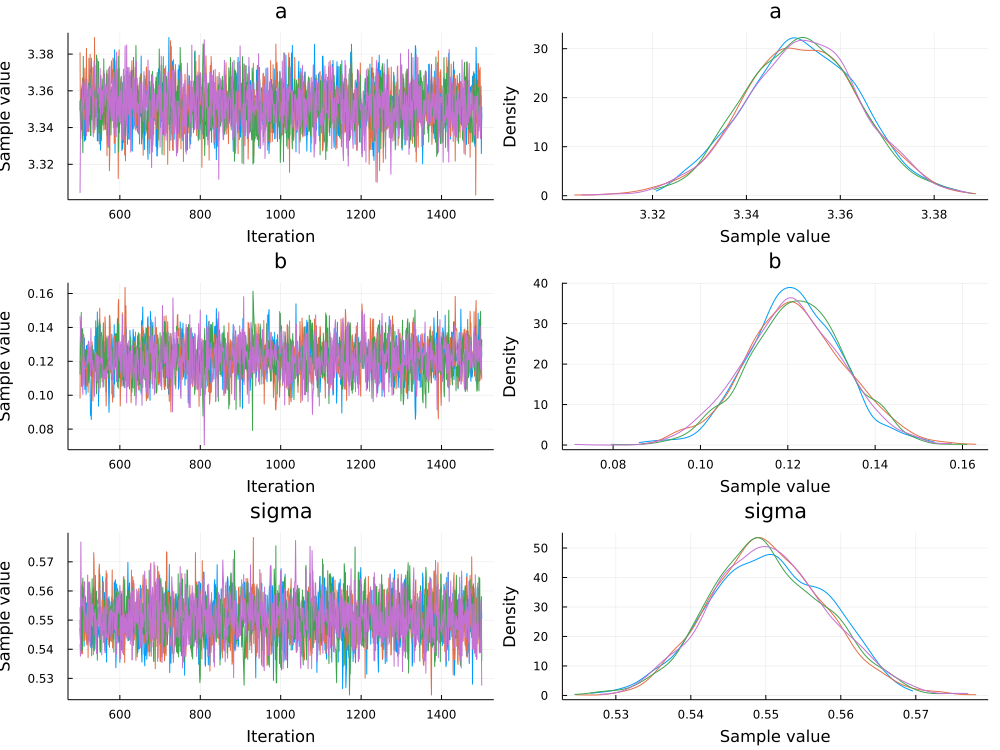 a
Sample value
3.38
3.36
3.34
3.32
600 800 1000 1200 1400
Iteration
a
Density
30
20
10
0
3.32 3.34 3.36 3.38
Sample value
b
Sample value
0.16
0.14
0.12
0.10
0.08
600 800 1000 1200 1400
Iteration
b
Density
40
30
20
10
0
0.08 0.10 0.12 0.14 0.16
Sample value
sigma
Sample value
0.57
0.56
0.55
0.54
0.53
600 800 1000 1200 1400
Iteration
sigma
Density
50
40
30
20
10
0
0.53 0.54 0.55 0.56 0.57
Sample value